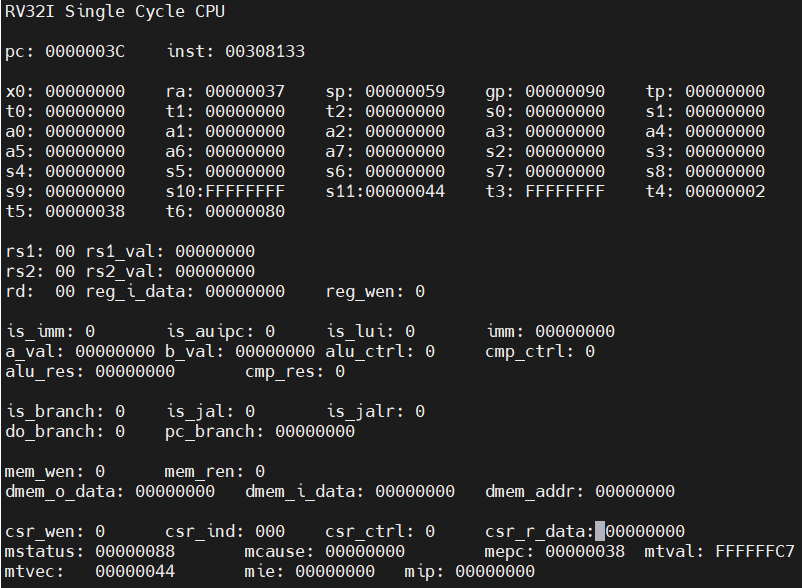 RV32I Single Cycle CPU
pc: 0000003C    inst: 00308133
x0: 00000000    ra: 00000037    sp: 00000059    gp: 00000090    tp: 00000000
t0: 00000000    t1: 00000000    t2: 00000000    s0: 00000000    s1: 00000000
a0: 00000000    a1: 00000000    a2: 00000000    a3: 00000000    a4: 00000000
a5: 00000000    a6: 00000000    a7: 00000000    s2: 00000000    s3: 00000000
s4: 00000000    s5: 00000000    s6: 00000000    s7: 00000000    s8: 00000000
s9: 00000000    s10:FFFFFFFF    s11:00000044    t3: FFFFFFFF    t4: 00000002
t5: 00000038    t6: 00000080
rs1: 00 rs1_val: 00000000
rs2: 00 rs2_val: 00000000
rd:  00 reg_i_data: 00000000    reg_wen: 0
is_imm: 0       is_auipc: 0     is_lui: 0       imm: 00000000
a_val: 00000000 b_val: 00000000 alu_ctrl: 0     cmp_ctrl: 0
alu_res: 00000000       cmp_res: 0
is_branch: 0    is_jal: 0       is_jalr: 0
do_branch: 0    pc_branch: 00000000
mem_wen: 0      mem_ren: 0
dmem_o_data: 00000000   dmem_i_data: 00000000   dmem_addr: 00000000
csr_wen: 0      csr_ind: 000    csr_ctrl: 0     csr_r_data: 00000000
mstatus: 00000088       mcause: 00000000        mepc: 00000038  mtval: FFFFFFC7
mtvec:   00000044       mie: 00000000   mip: 00000000